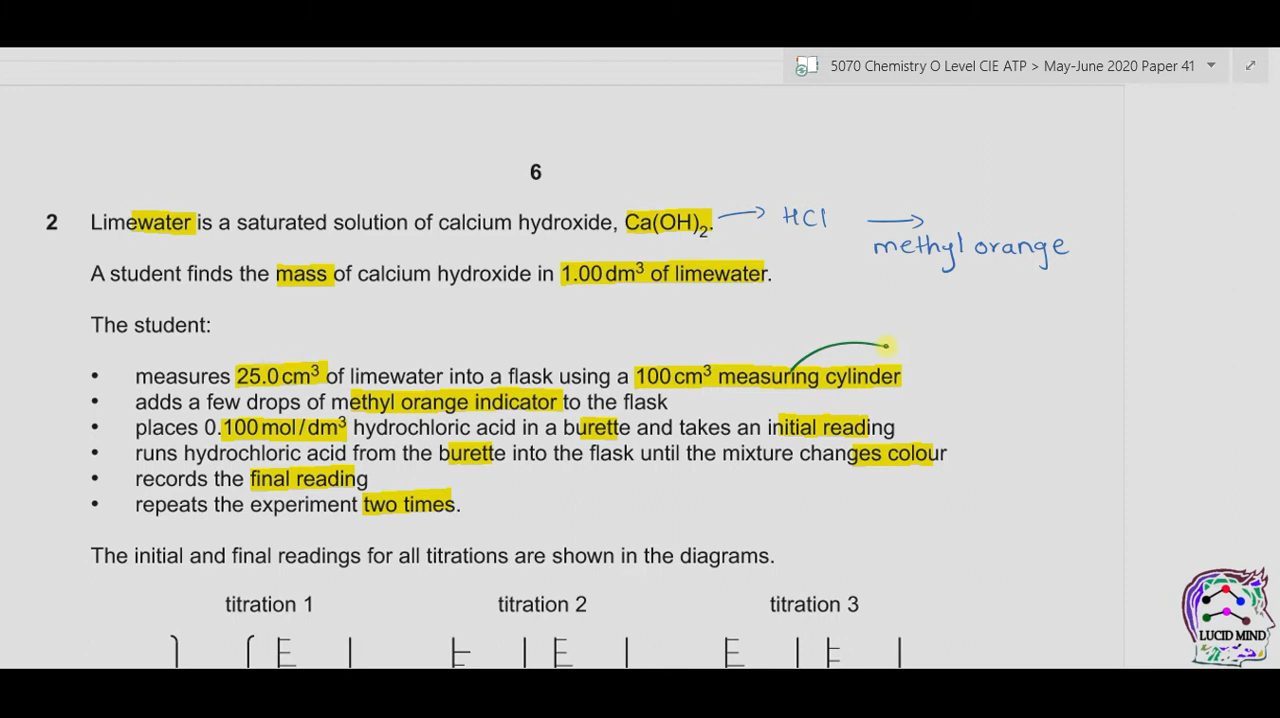 5070 Chemistry O Level CIE ATP > May-June 2020 Paper 41
6
2 Limewater is a saturated solution of calcium hydroxide, Ca(OH)₂. → HCl → methyl orange
A student finds the mass of calcium hydroxide in 1.00 dm³ of limewater.
The student:
• measures 25.0 cm³ of limewater into a flask using a 100 cm³ measuring cylinder
• adds a few drops of methyl orange indicator to the flask
• places 0.100 mol/dm³ hydrochloric acid in a burette and takes an initial reading
• runs hydrochloric acid from the burette into the flask until the mixture changes colour
• records the final reading
• repeats the experiment two times.
The initial and final readings for all titrations are shown in the diagrams.
titration 1 titration 2 titration 3
LUCID MIND